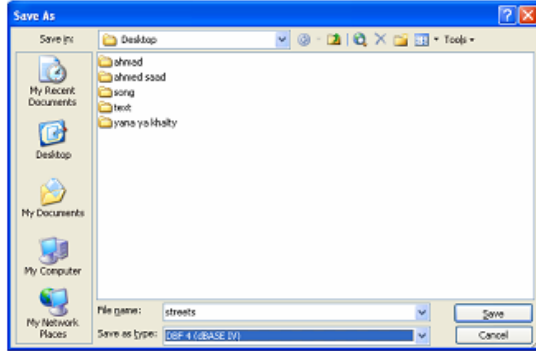 Save As
Save in:
Desktop
Tools
ahmad
ahmed saad
song
text
yana ya khalty
My Recent
Documents
Desktop
My Documents
My Computer
My Network
Places
File name:
streets
Save
Save as type:
DBF 4 (dBASE IV)
Cancel